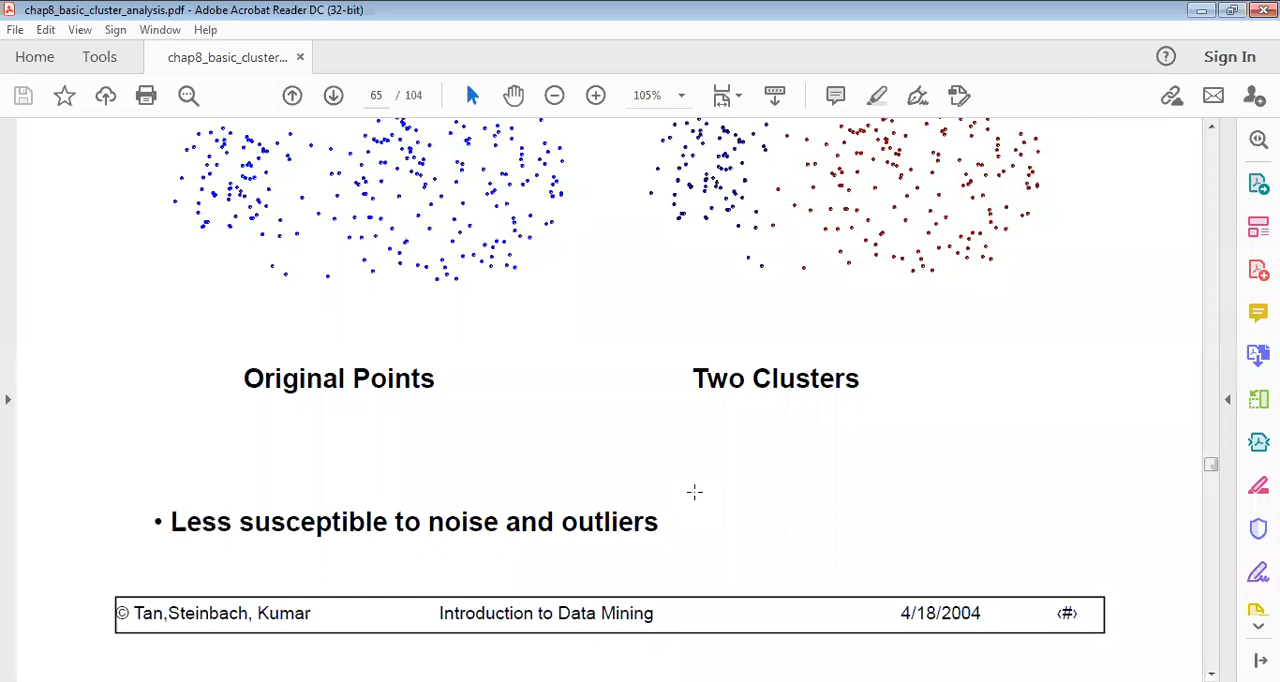 chap8_basic_cluster_analysis.pdf - Adobe Acrobat Reader DC (32-bit)
File Edit View Sign Window Help
Home Tools chap8_basic_cluster... × Sign In
65 / 104 105%
Original Points Two Clusters
• Less susceptible to noise and outliers
© Tan,Steinbach, Kumar Introduction to Data Mining 4/18/2004 ‹#›